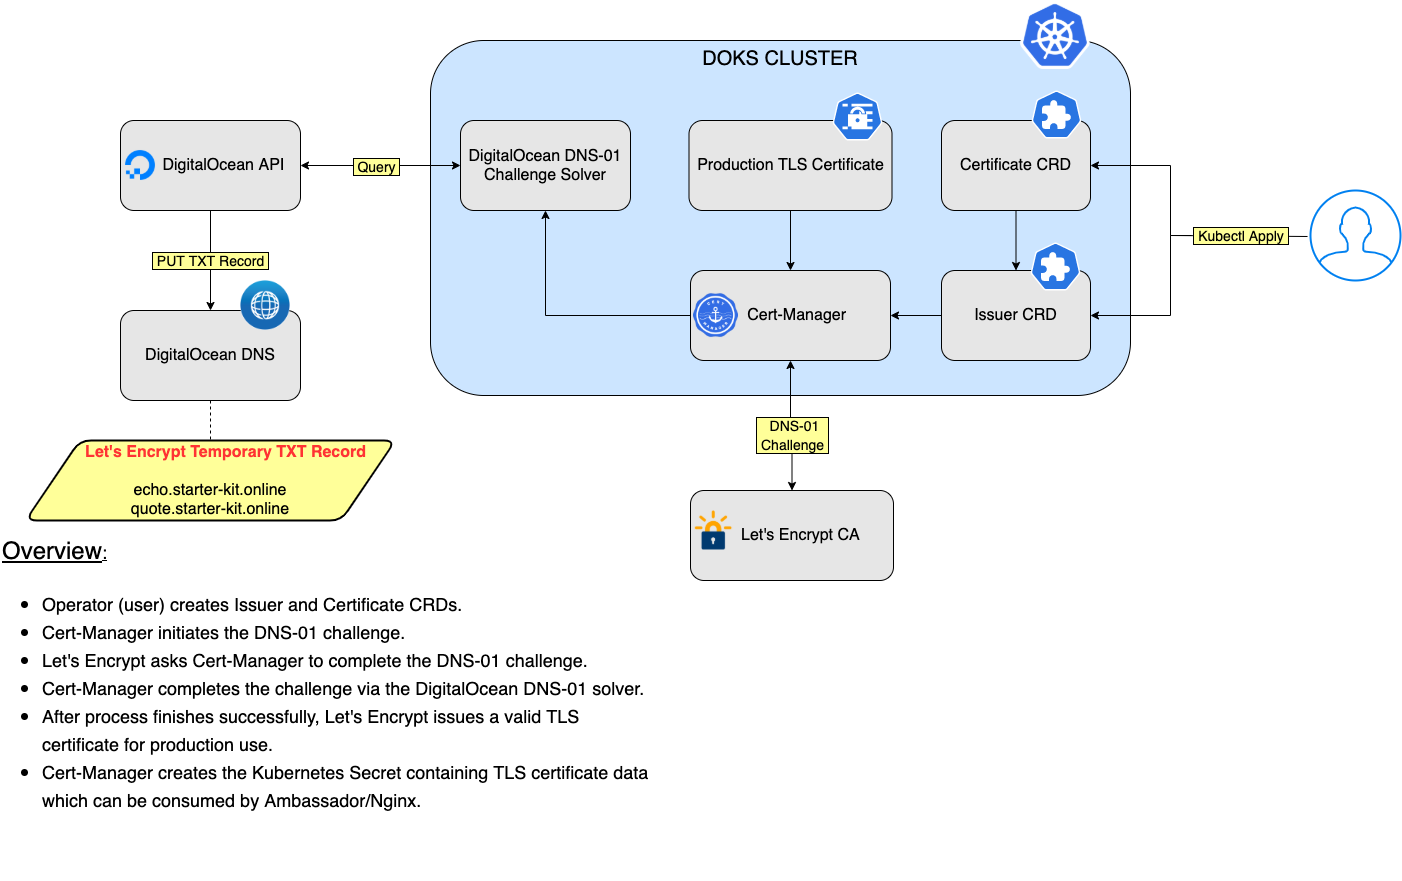 DOKS CLUSTER
DigitalOcean API
Query
DigitalOcean DNS-01
Challenge Solver
Production TLS Certificate
Certificate CRD
Kubectl Apply
PUT TXT Record
DigitalOcean DNS
CERT
MANAGER
Cert-Manager
Issuer CRD
DNS-01
Challenge
Let's Encrypt Temporary TXT Record
echo.starter-kit.online
quote.starter-kit.online
Let's Encrypt CA
Overview:
• Operator (user) creates Issuer and Certificate CRDs.
• Cert-Manager initiates the DNS-01 challenge.
• Let's Encrypt asks Cert-Manager to complete the DNS-01 challenge.
• Cert-Manager completes the challenge via the DigitalOcean DNS-01 solver.
• After process finishes successfully, Let's Encrypt issues a valid TLS
certificate for production use.
• Cert-Manager creates the Kubernetes Secret containing TLS certificate data
which can be consumed by Ambassador/Nginx.